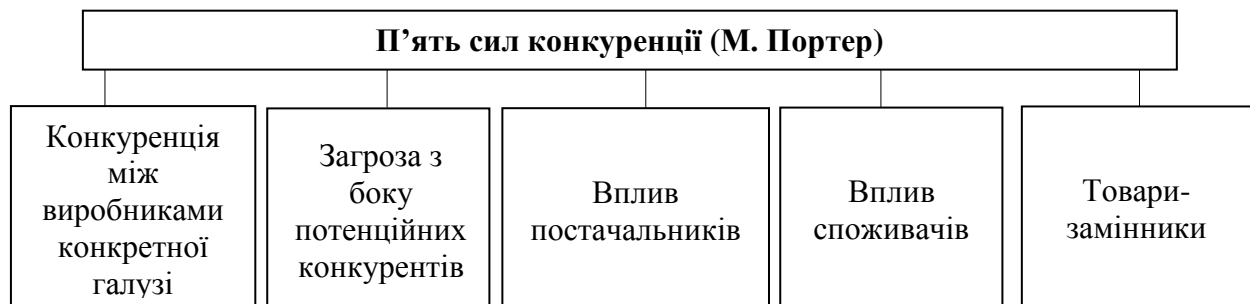 П’ять сил конкуренції (М. Портер)
Конкуренція
між
виробниками
конкретної
галузі
Загроза з
боку
потенційних
конкурентів
Вплив
постачальників
Вплив
споживачів
Товари-
замінники